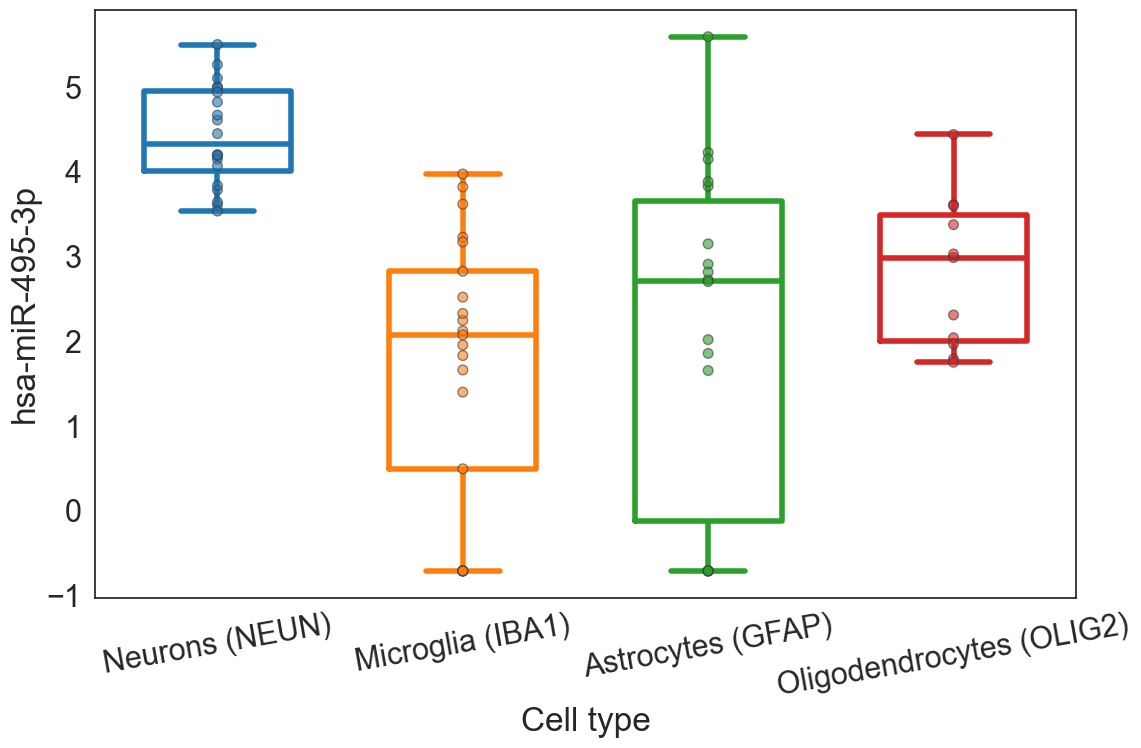 hsa-miR-495-3p
5
4
3
2
1
0
−1
Neurons (NEUN)
Microglia (IBA1)
Astrocytes (GFAP)
Oligodendrocytes (OLIG2)
Cell type